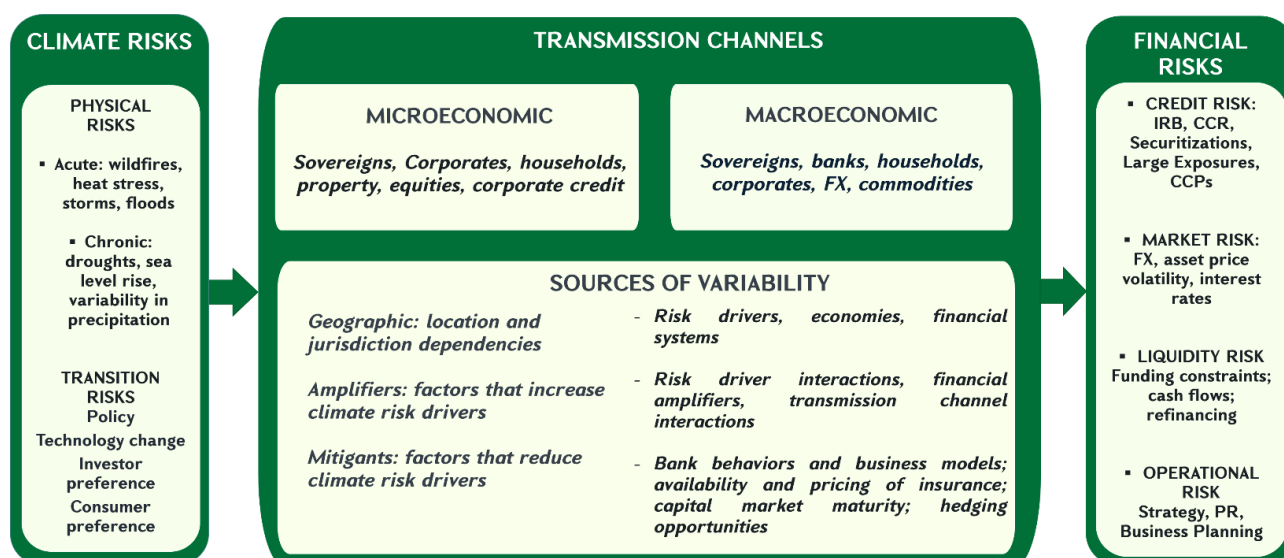 CLIMATE RISKS
PHYSICAL
RISKS
▪ Acute: wildfires,
heat stress,
storms, floods
▪ Chronic:
droughts, sea
level rise,
variability in
precipitation
TRANSITION
RISKS
Policy
Technology change
Investor
preference
Consumer
preference
TRANSMISSION CHANNELS
MICROECONOMIC
Sovereigns, Corporates, households,
property, equities, corporate credit
MACROECONOMIC
Sovereigns, banks, households,
corporates, FX, commodities
SOURCES OF VARIABILITY
Geographic: location and
jurisdiction dependencies
- Risk drivers, economies, financial
systems
Amplifiers: factors that increase
climate risk drivers
- Risk driver interactions, financial
amplifiers, transmission channel
interactions
Mitigants: factors that reduce
climate risk drivers
- Bank behaviors and business models;
availability and pricing of insurance;
capital market maturity; hedging
opportunities
FINANCIAL
RISKS
▪ CREDIT RISK:
IRB, CCR,
Securitizations,
Large Exposures,
CCPs
▪ MARKET RISK:
FX, asset price
volatility, interest
rates
▪ LIQUIDITY RISK
Funding constraints;
cash flows;
refinancing
▪ OPERATIONAL
RISK
Strategy, PR,
Business Planning